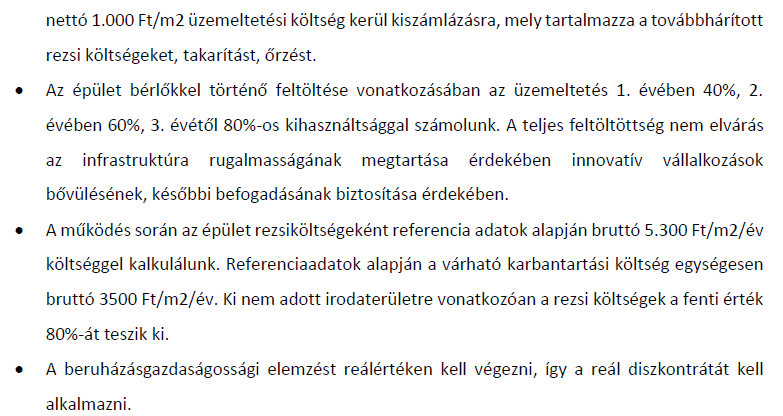 nettó 1.000 Ft/m2 üzemeltetési költség kerül kiszámlázásra, mely tartalmazza a továbbhárított
rezsi költségeket, takarítást, őrzést.
• Az épület bérlőkkel történő feltöltése vonatkozásában az üzemeltetés 1. évében 40%, 2.
évében 60%, 3. évétől 80%-os kihasználtsággal számolunk. A teljes feltöltöttség nem elvárás
az infrastruktúra rugalmasságának megtartása érdekében innovatív vállalkozások
bővülésének, későbbi befogadásának biztosítása érdekében.
• A működés során az épület rezsiköltségeként referencia adatok alapján bruttó 5.300 Ft/m2/év
költséggel kalkulálunk. Referenciaadatok alapján a várható karbantartási költség egységesen
bruttó 3500 Ft/m2/év. Ki nem adott irodaterületre vonatkozóan a rezsi költségek a fenti érték
80%-át teszik ki.
• A beruházásgazdaságossági elemzést reálértéken kell végezni, így a reál diszkontrátát kell
alkalmazni.